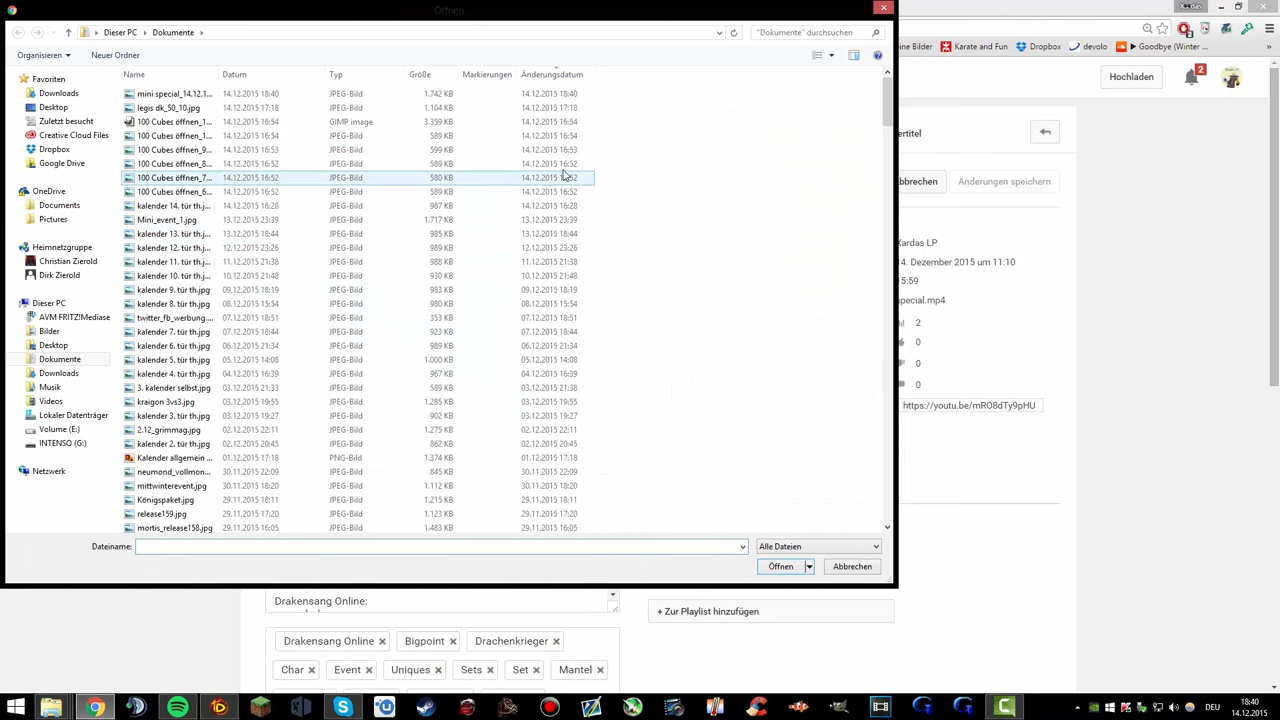 Öffnen
Kardas
Dieser PC > Dokumente >
"Dokumente" durchsuchen
eine Bilder Karate and Fun Dropbox devolo Goodbye (Winter ... »
Organisieren Neuer Ordner
Hochladen 2
Name Datum Typ Größe Markierungen Änderungsdatum
Favoriten
Downloads
Desktop
Zuletzt besucht
Creative Cloud Files
Dropbox
Google Drive
OneDrive
Documents
Pictures
Heimnetzgruppe
Christian Zierold
Dirk Zierold
Dieser PC
AVM FRITZ!Mediase
Bilder
Desktop
Dokumente
Downloads
Musik
Videos
Lokaler Datenträger
Volume (E:)
INTENSO (G:)
Netzwerk
mini special_14.12.1... 14.12.2015 18:40 JPEG-Bild 1.742 KB 14.12.2015 18:40
legis dk_50_10.jpg 14.12.2015 17:18 JPEG-Bild 1.104 KB 14.12.2015 17:18
100 Cubes öffnen_1... 14.12.2015 16:54 GIMP image 3.359 KB 14.12.2015 16:54
100 Cubes öffnen_1... 14.12.2015 16:54 JPEG-Bild 589 KB 14.12.2015 16:54
100 Cubes öffnen_9... 14.12.2015 16:53 JPEG-Bild 599 KB 14.12.2015 16:53
100 Cubes öffnen_8... 14.12.2015 16:52 JPEG-Bild 589 KB 14.12.2015 16:52
100 Cubes öffnen_7... 14.12.2015 16:52 JPEG-Bild 580 KB 14.12.2015 16:52
100 Cubes öffnen_6... 14.12.2015 16:52 JPEG-Bild 589 KB 14.12.2015 16:52
kalender 14. tür th.j... 14.12.2015 16:28 JPEG-Bild 987 KB 14.12.2015 16:28
Mini_event_1.jpg 13.12.2015 23:39 JPEG-Bild 1.717 KB 13.12.2015 23:39
kalender 13. tür th.j... 13.12.2015 18:44 JPEG-Bild 985 KB 13.12.2015 18:44
kalender 12. tür th.j... 12.12.2015 23:26 JPEG-Bild 989 KB 12.12.2015 23:26
kalender 11. tür th.j... 11.12.2015 21:38 JPEG-Bild 988 KB 11.12.2015 21:38
kalender 10. tür th.j... 10.12.2015 21:48 JPEG-Bild 930 KB 10.12.2015 21:48
kalender 9. tür th.jpg 09.12.2015 18:19 JPEG-Bild 983 KB 09.12.2015 18:19
kalender 8. tür th.jpg 08.12.2015 15:54 JPEG-Bild 980 KB 08.12.2015 15:54
twitter_fb_werbung.... 07.12.2015 18:51 JPEG-Bild 353 KB 07.12.2015 18:51
kalender 7. tür th.jpg 07.12.2015 18:44 JPEG-Bild 923 KB 07.12.2015 18:44
kalender 6. tür th.jpg 06.12.2015 21:34 JPEG-Bild 989 KB 06.12.2015 21:34
kalender 5. tür th.jpg 05.12.2015 14:08 JPEG-Bild 1.000 KB 05.12.2015 14:08
kalender 4. tür th.jpg 04.12.2015 16:39 JPEG-Bild 967 KB 04.12.2015 16:39
3. kalender selbst.jpg 03.12.2015 21:33 JPEG-Bild 589 KB 03.12.2015 21:38
kraigon 3vs3.jpg 03.12.2015 19:55 JPEG-Bild 1.285 KB 03.12.2015 19:55
kalender 3. tür th.jpg 03.12.2015 19:27 JPEG-Bild 902 KB 03.12.2015 19:27
2.12_grimmag.jpg 02.12.2015 22:11 JPEG-Bild 1.275 KB 02.12.2015 22:11
kalender 2. tür th.jpg 02.12.2015 20:45 JPEG-Bild 862 KB 02.12.2015 20:45
Kalender allgemein ... 01.12.2015 17:18 PNG-Bild 1.374 KB 01.12.2015 17:18
neumond_vollmon... 30.11.2015 22:09 JPEG-Bild 845 KB 30.11.2015 22:09
mittwinterevent.jpg 30.11.2015 18:20 JPEG-Bild 1.112 KB 30.11.2015 18:20
Königspaket.jpg 29.11.2015 18:11 JPEG-Bild 1.215 KB 29.11.2015 18:11
release159.jpg 29.11.2015 17:20 JPEG-Bild 1.123 KB 29.11.2015 17:20
mortis_release158.jpg 29.11.2015 16:05 JPEG-Bild 1.483 KB 29.11.2015 16:05
Dateiname: Alle Dateien
Öffnen Abbrechen
ertitel
bbrechen Änderungen speichern
Kardas LP
14. Dezember 2015 um 11:10
15:59
special.mp4
2
0
0
0
https://youtu.be/mRO8dTy9pHU
Drakensang Online:
+ Zur Playlist hinzufügen
Drakensang Online Bigpoint Drachenkrieger
Char Event Uniques Sets Set Mantel
DEU 18:40
14.12.2015